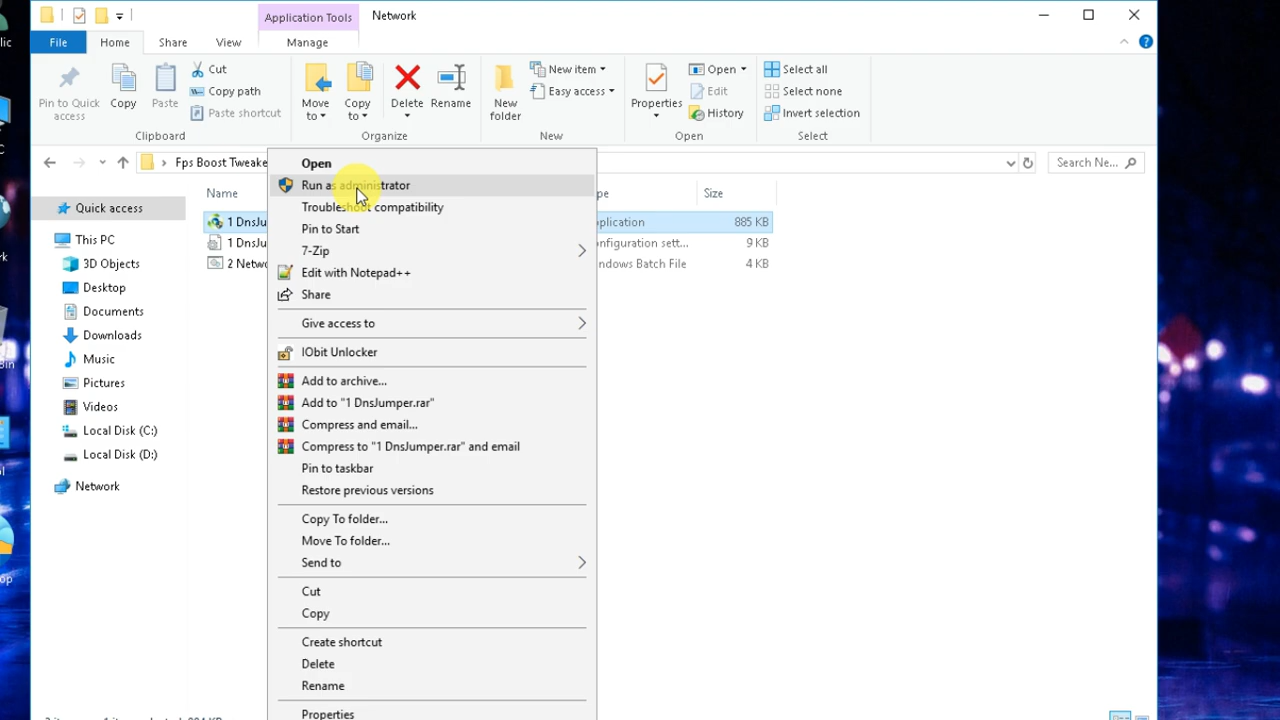 Application Tools Network
File Home Share View Manage
Pin to Quick access
Copy
Paste
Cut
Copy path
Paste shortcut
Clipboard
Move to
Copy to
Delete
Rename
Organize
New folder
New item
Easy access
New
Properties
Open
Edit
History
Open
Select all
Select none
Invert selection
Select
Fps Boost Tweake
Search Ne...
Name
pe
Size
1 DnsJu
pplication 885 KB
1 DnsJu
onfiguration sett... 9 KB
2 Netwo
ndows Batch File 4 KB
Quick access
This PC
3D Objects
Desktop
Documents
Downloads
Music
Pictures
Videos
Local Disk (C:)
Local Disk (D:)
Network
Open
Run as administrator
Troubleshoot compatibility
Pin to Start
7-Zip
Edit with Notepad++
Share
Give access to
IObit Unlocker
Add to archive...
Add to "1 DnsJumper.rar"
Compress and email...
Compress to "1 DnsJumper.rar" and email
Pin to taskbar
Restore previous versions
Copy To folder...
Move To folder...
Send to
Cut
Copy
Create shortcut
Delete
Rename
Properties